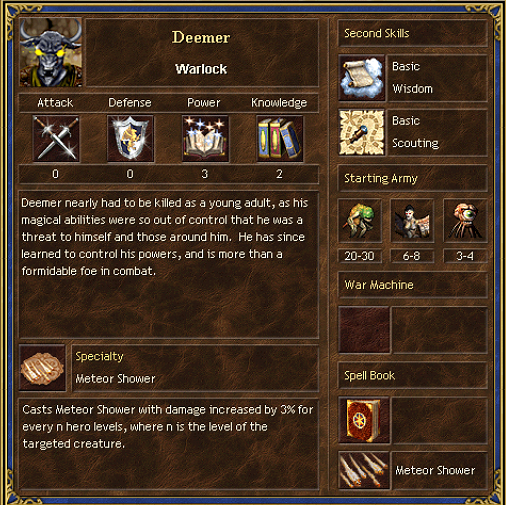 Deemer
Warlock
Attack Defense Power Knowledge
0 0 3 2
Deemer nearly had to be killed as a young adult, as his
magical abilities were so out of control that he was a
threat to himself and those around him. He has since
learned to control his powers, and is more than a
formidable foe in combat.
Specialty
Meteor Shower
Casts Meteor Shower with damage increased by 3% for
every n hero levels, where n is the level of the
targeted creature.
Second Skills
Basic
Wisdom
Basic
Scouting
Starting Army
20-30 6-8 3-4
War Machine
Spell Book
Meteor Shower